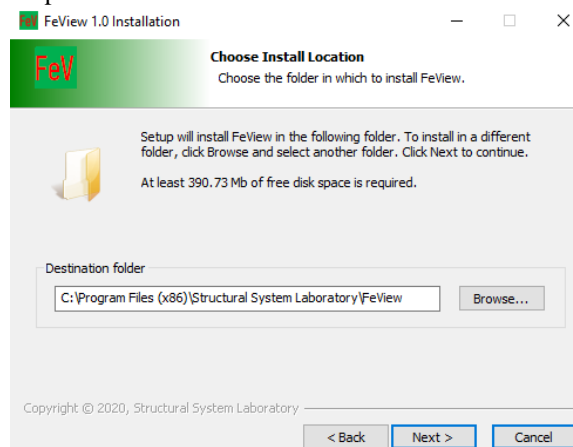 FeV FeView 1.0 Installation
FeV
Choose Install Location
Choose the folder in which to install FeView.
Setup will install FeView in the following folder. To install in a different
folder, click Browse and select another folder. Click Next to continue.
At least 390.73 Mb of free disk space is required.
Destination folder
C:\Program Files (x86)\Structural System Laboratory\FeView
Browse...
Copyright © 2020, Structural System Laboratory
< Back
Next >
Cancel